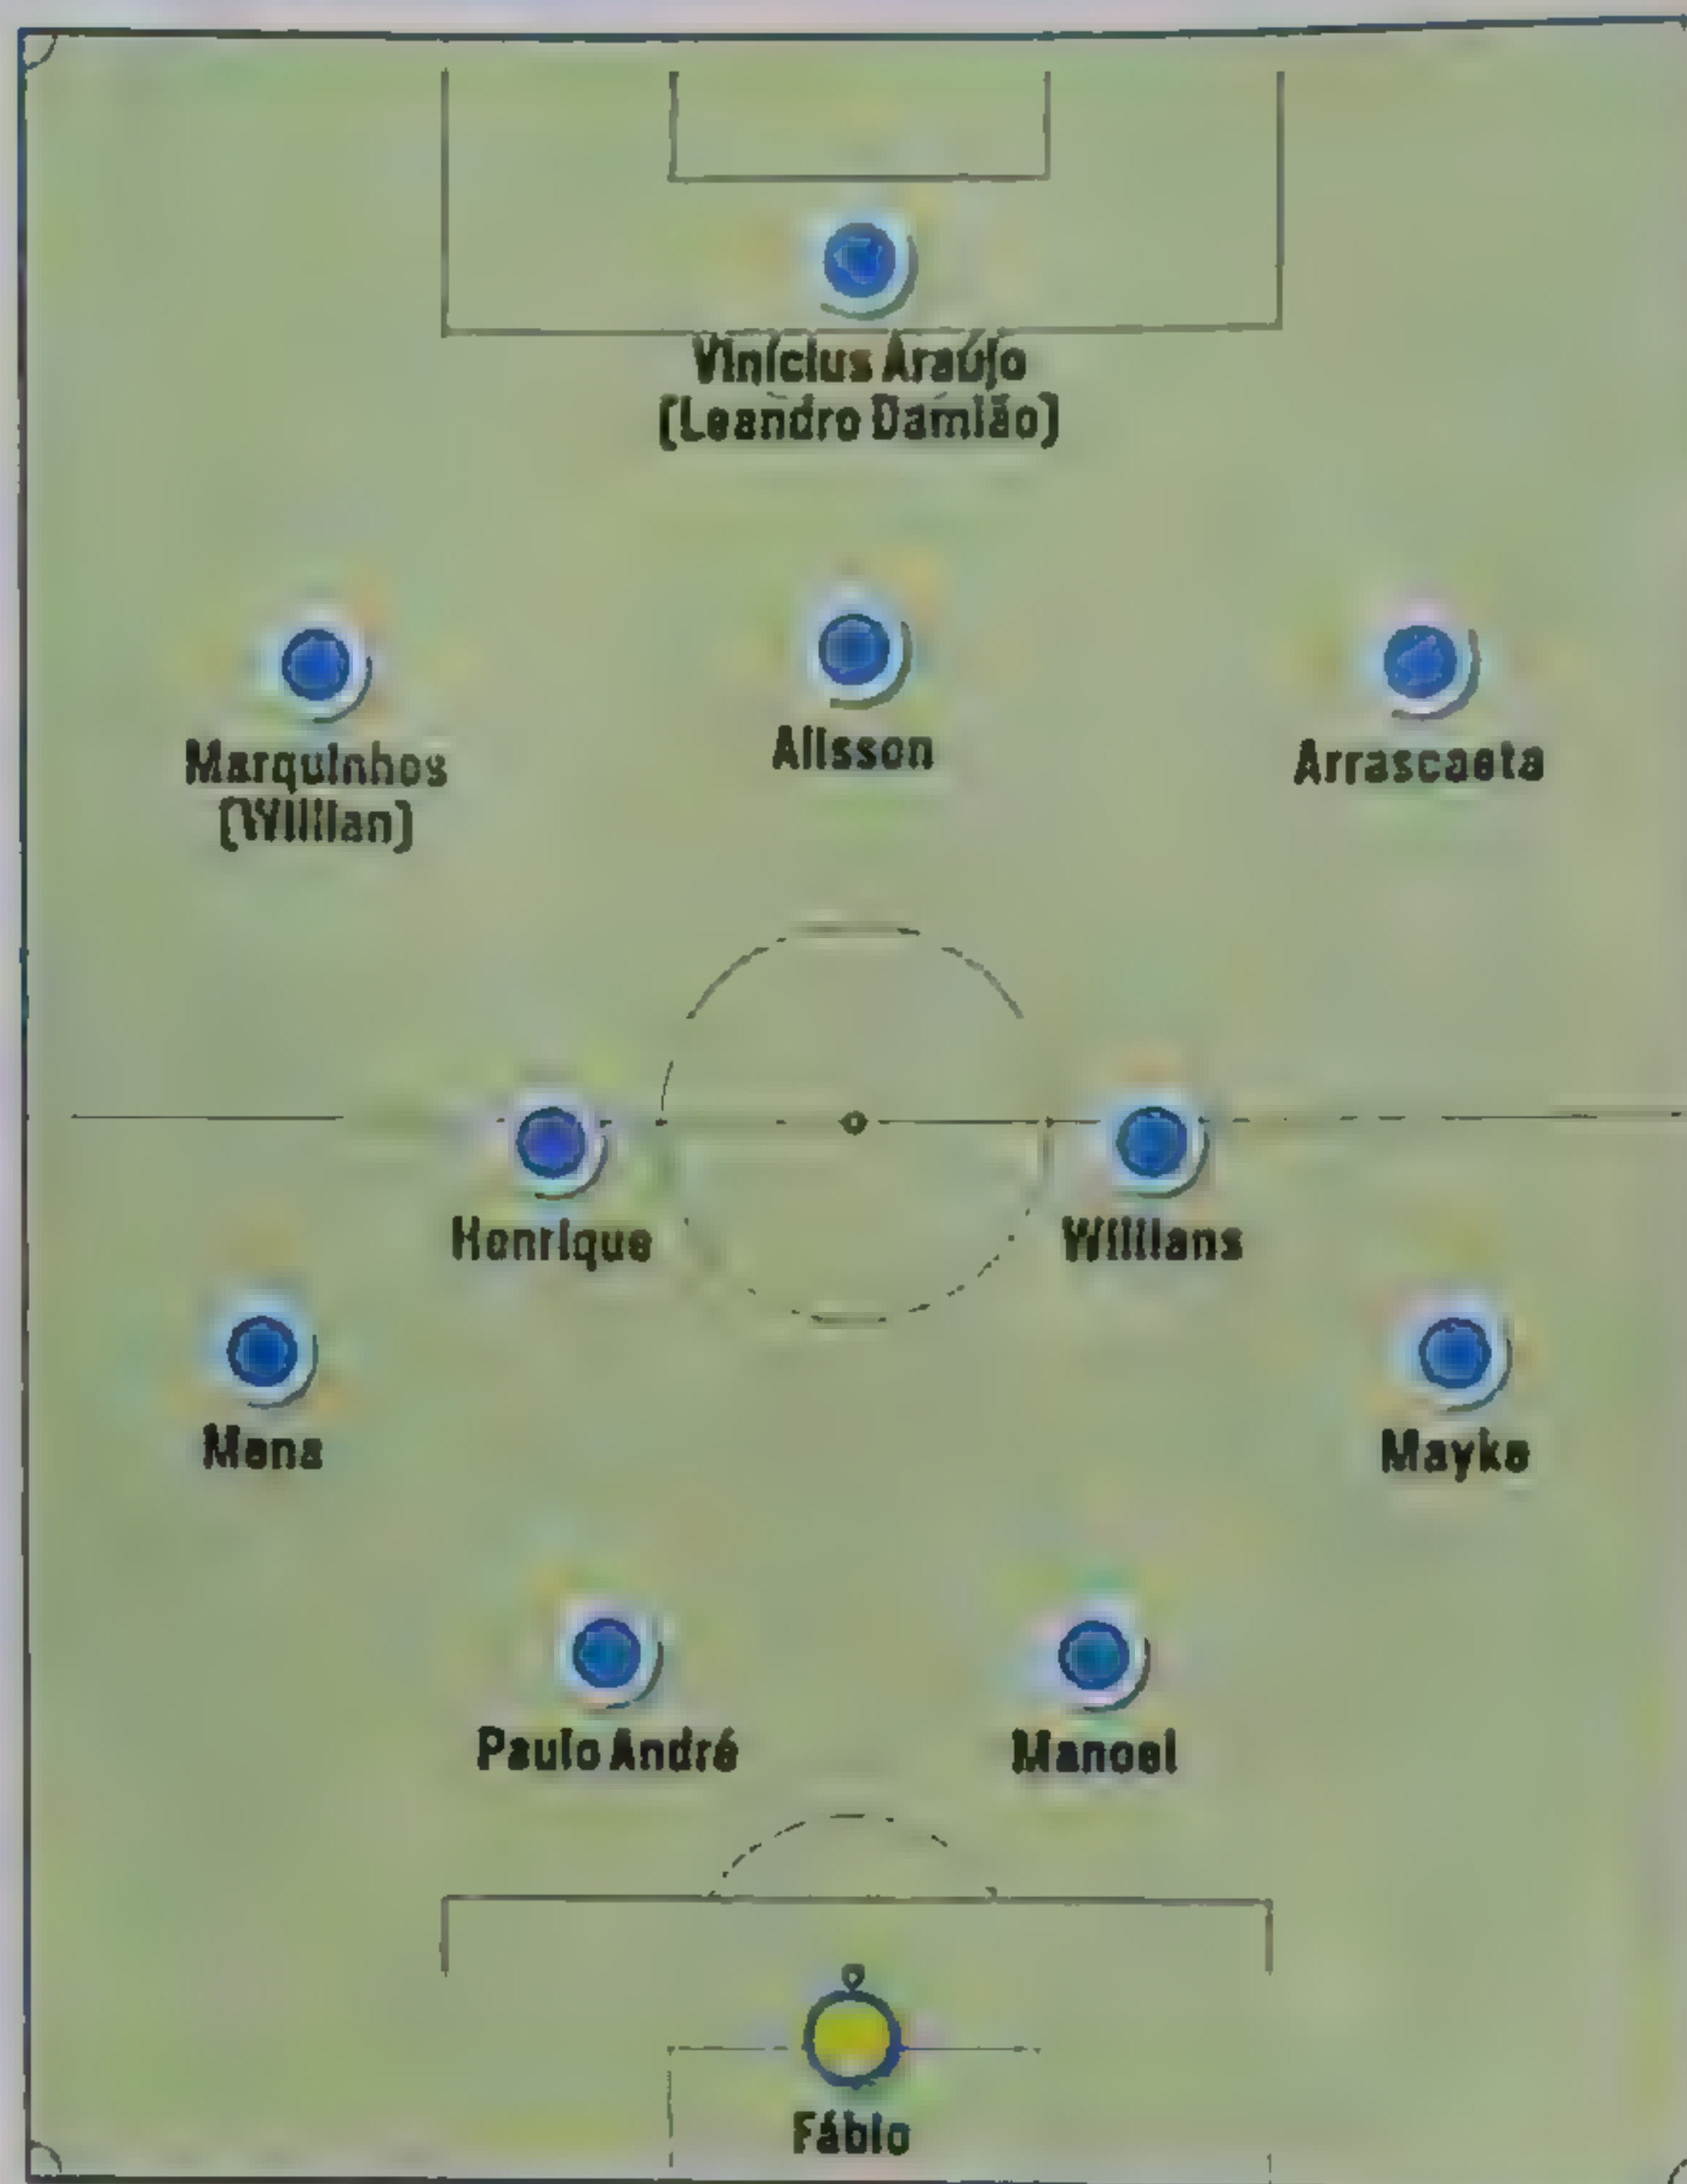 Vinícius Araújo
(Leandro Damião)
Marquinhos
(Willian)
Alisson
Arrascaeta
Henrique
Willians
Mena
Mayke
Paulo André
Manoel
Fábio